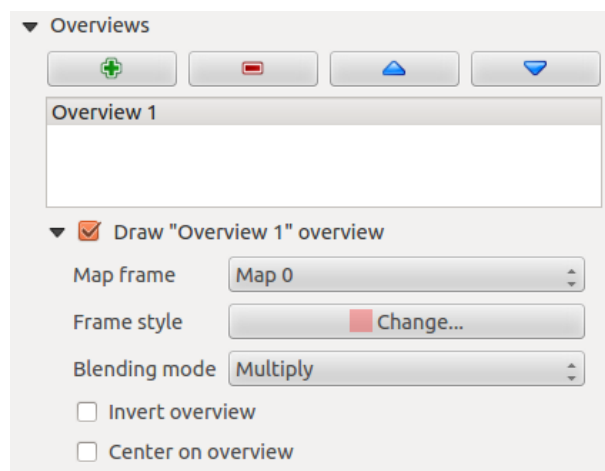 Overviews
Overview 1
Draw "Overview 1" overview
Map frame Map 0
Frame style Change...
Blending mode Multiply
Invert overview
Center on overview